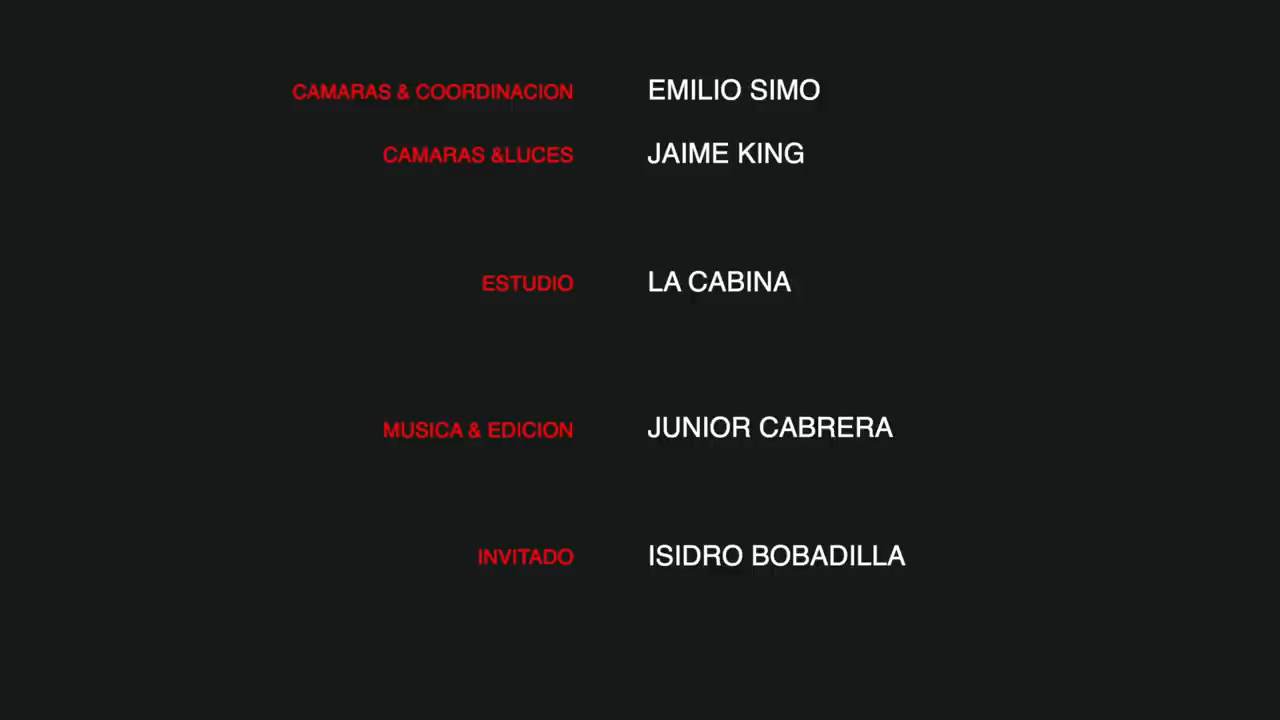 CAMARAS & COORDINACION EMILIO SIMO
CAMARAS &LUCES JAIME KING
ESTUDIO LA CABINA
MUSICA & EDICION JUNIOR CABRERA
INVITADO ISIDRO BOBADILLA